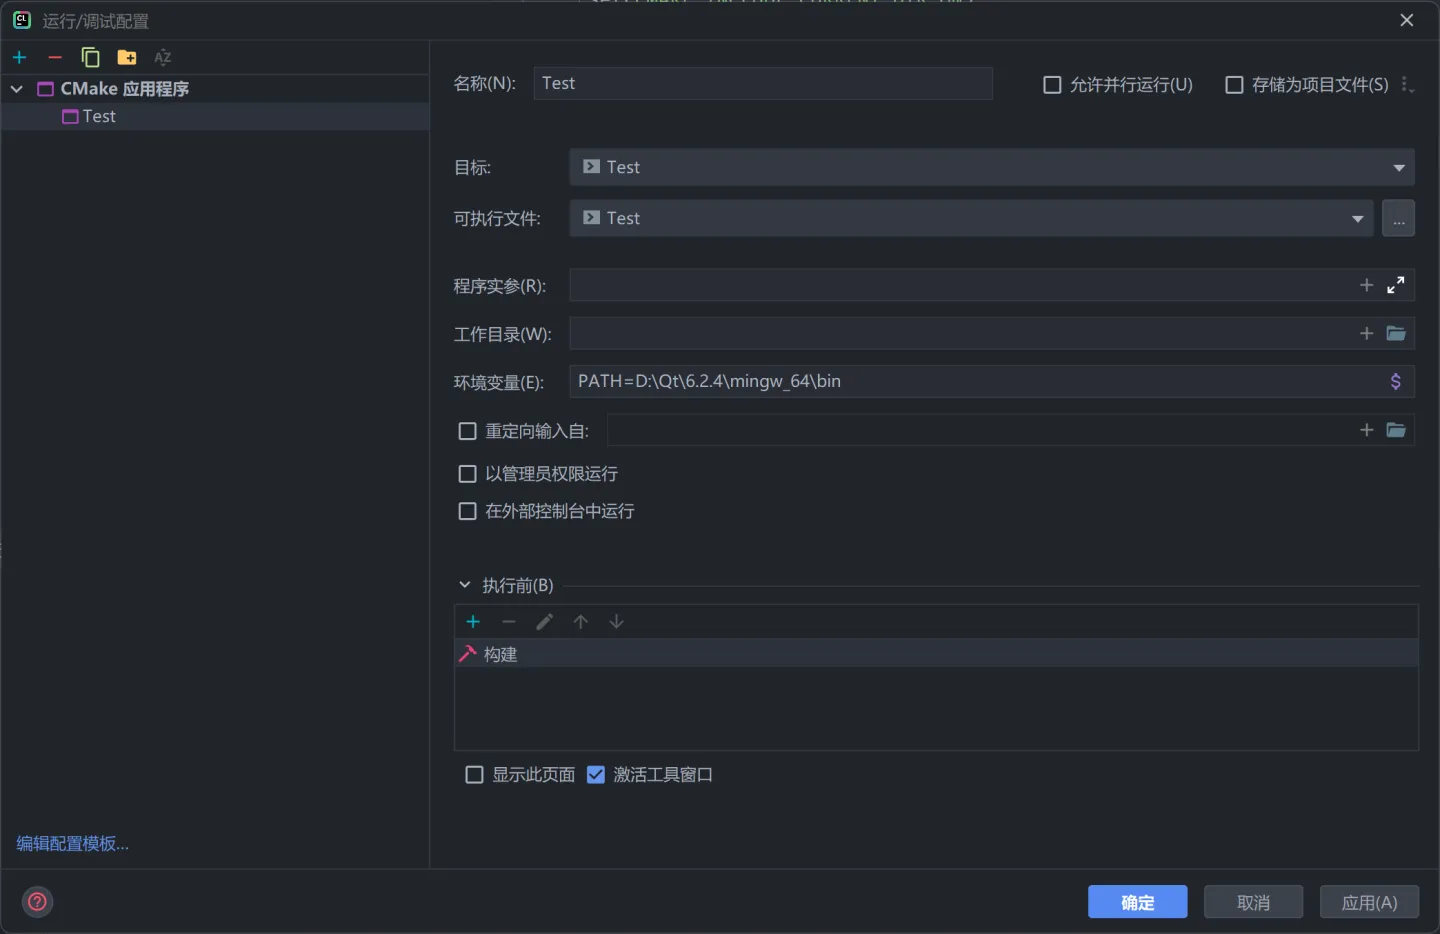 运行/调试配置
CMake 应用程序
Test
编辑配置模板...
名称(N): Test
允许并行运行(U)
存储为项目文件(S)
目标: Test
可执行文件: Test
...
程序实参(R):
工作目录(W):
环境变量(E): PATH=D:\Qt\6.2.4\mingw_64\bin
重定向输入自:
以管理员权限运行
在外部控制台中运行
执行前(B)
构建
显示此页面
激活工具窗口
确定
取消
应用(A)